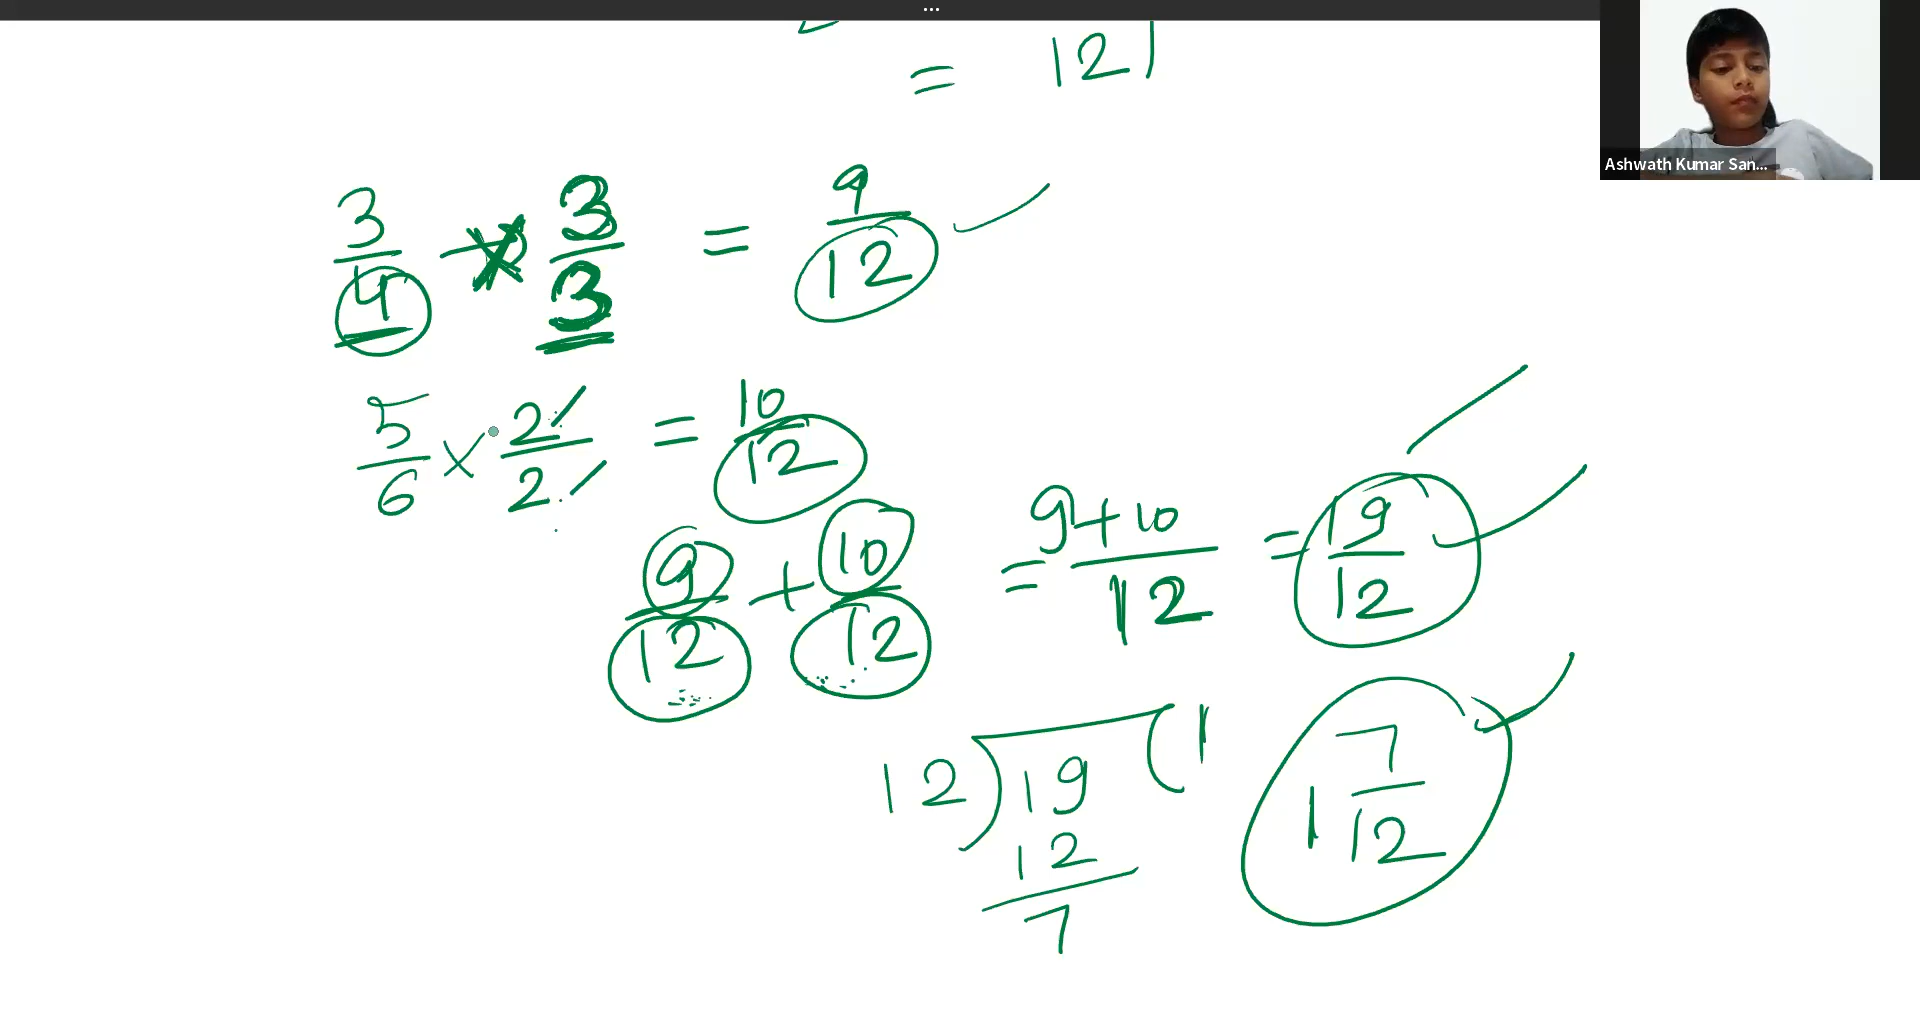 ...
= 12
Ashwath Kumar San...
3/4 × 3/3 = 9/12
5/6 × 2/2 = 10/12
9/12 + 10/12 = 9+10/12 = 19/12
12) 19 (1
12
7
1 7/12